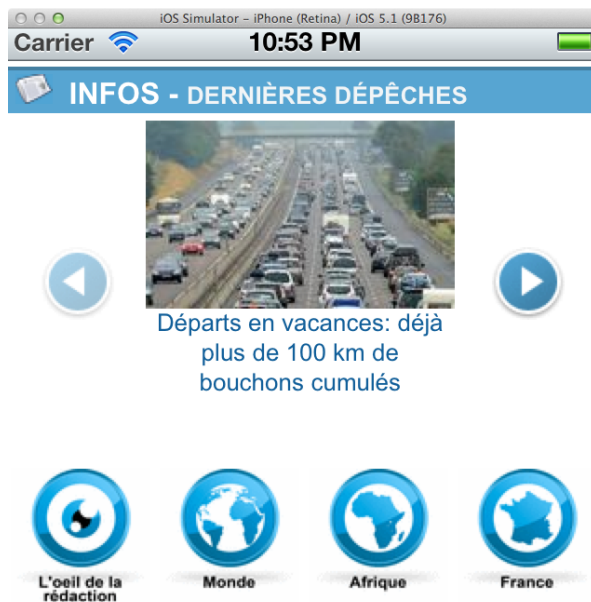 iOS Simulator – iPhone (Retina) / iOS 5.1 (9B176)
Carrier 10:53 PM
INFOS - DERNIÈRES DÉPÊCHES
Départs en vacances: déjà
plus de 100 km de
bouchons cumulés
L'oeil de la
rédaction
Monde
Afrique
France